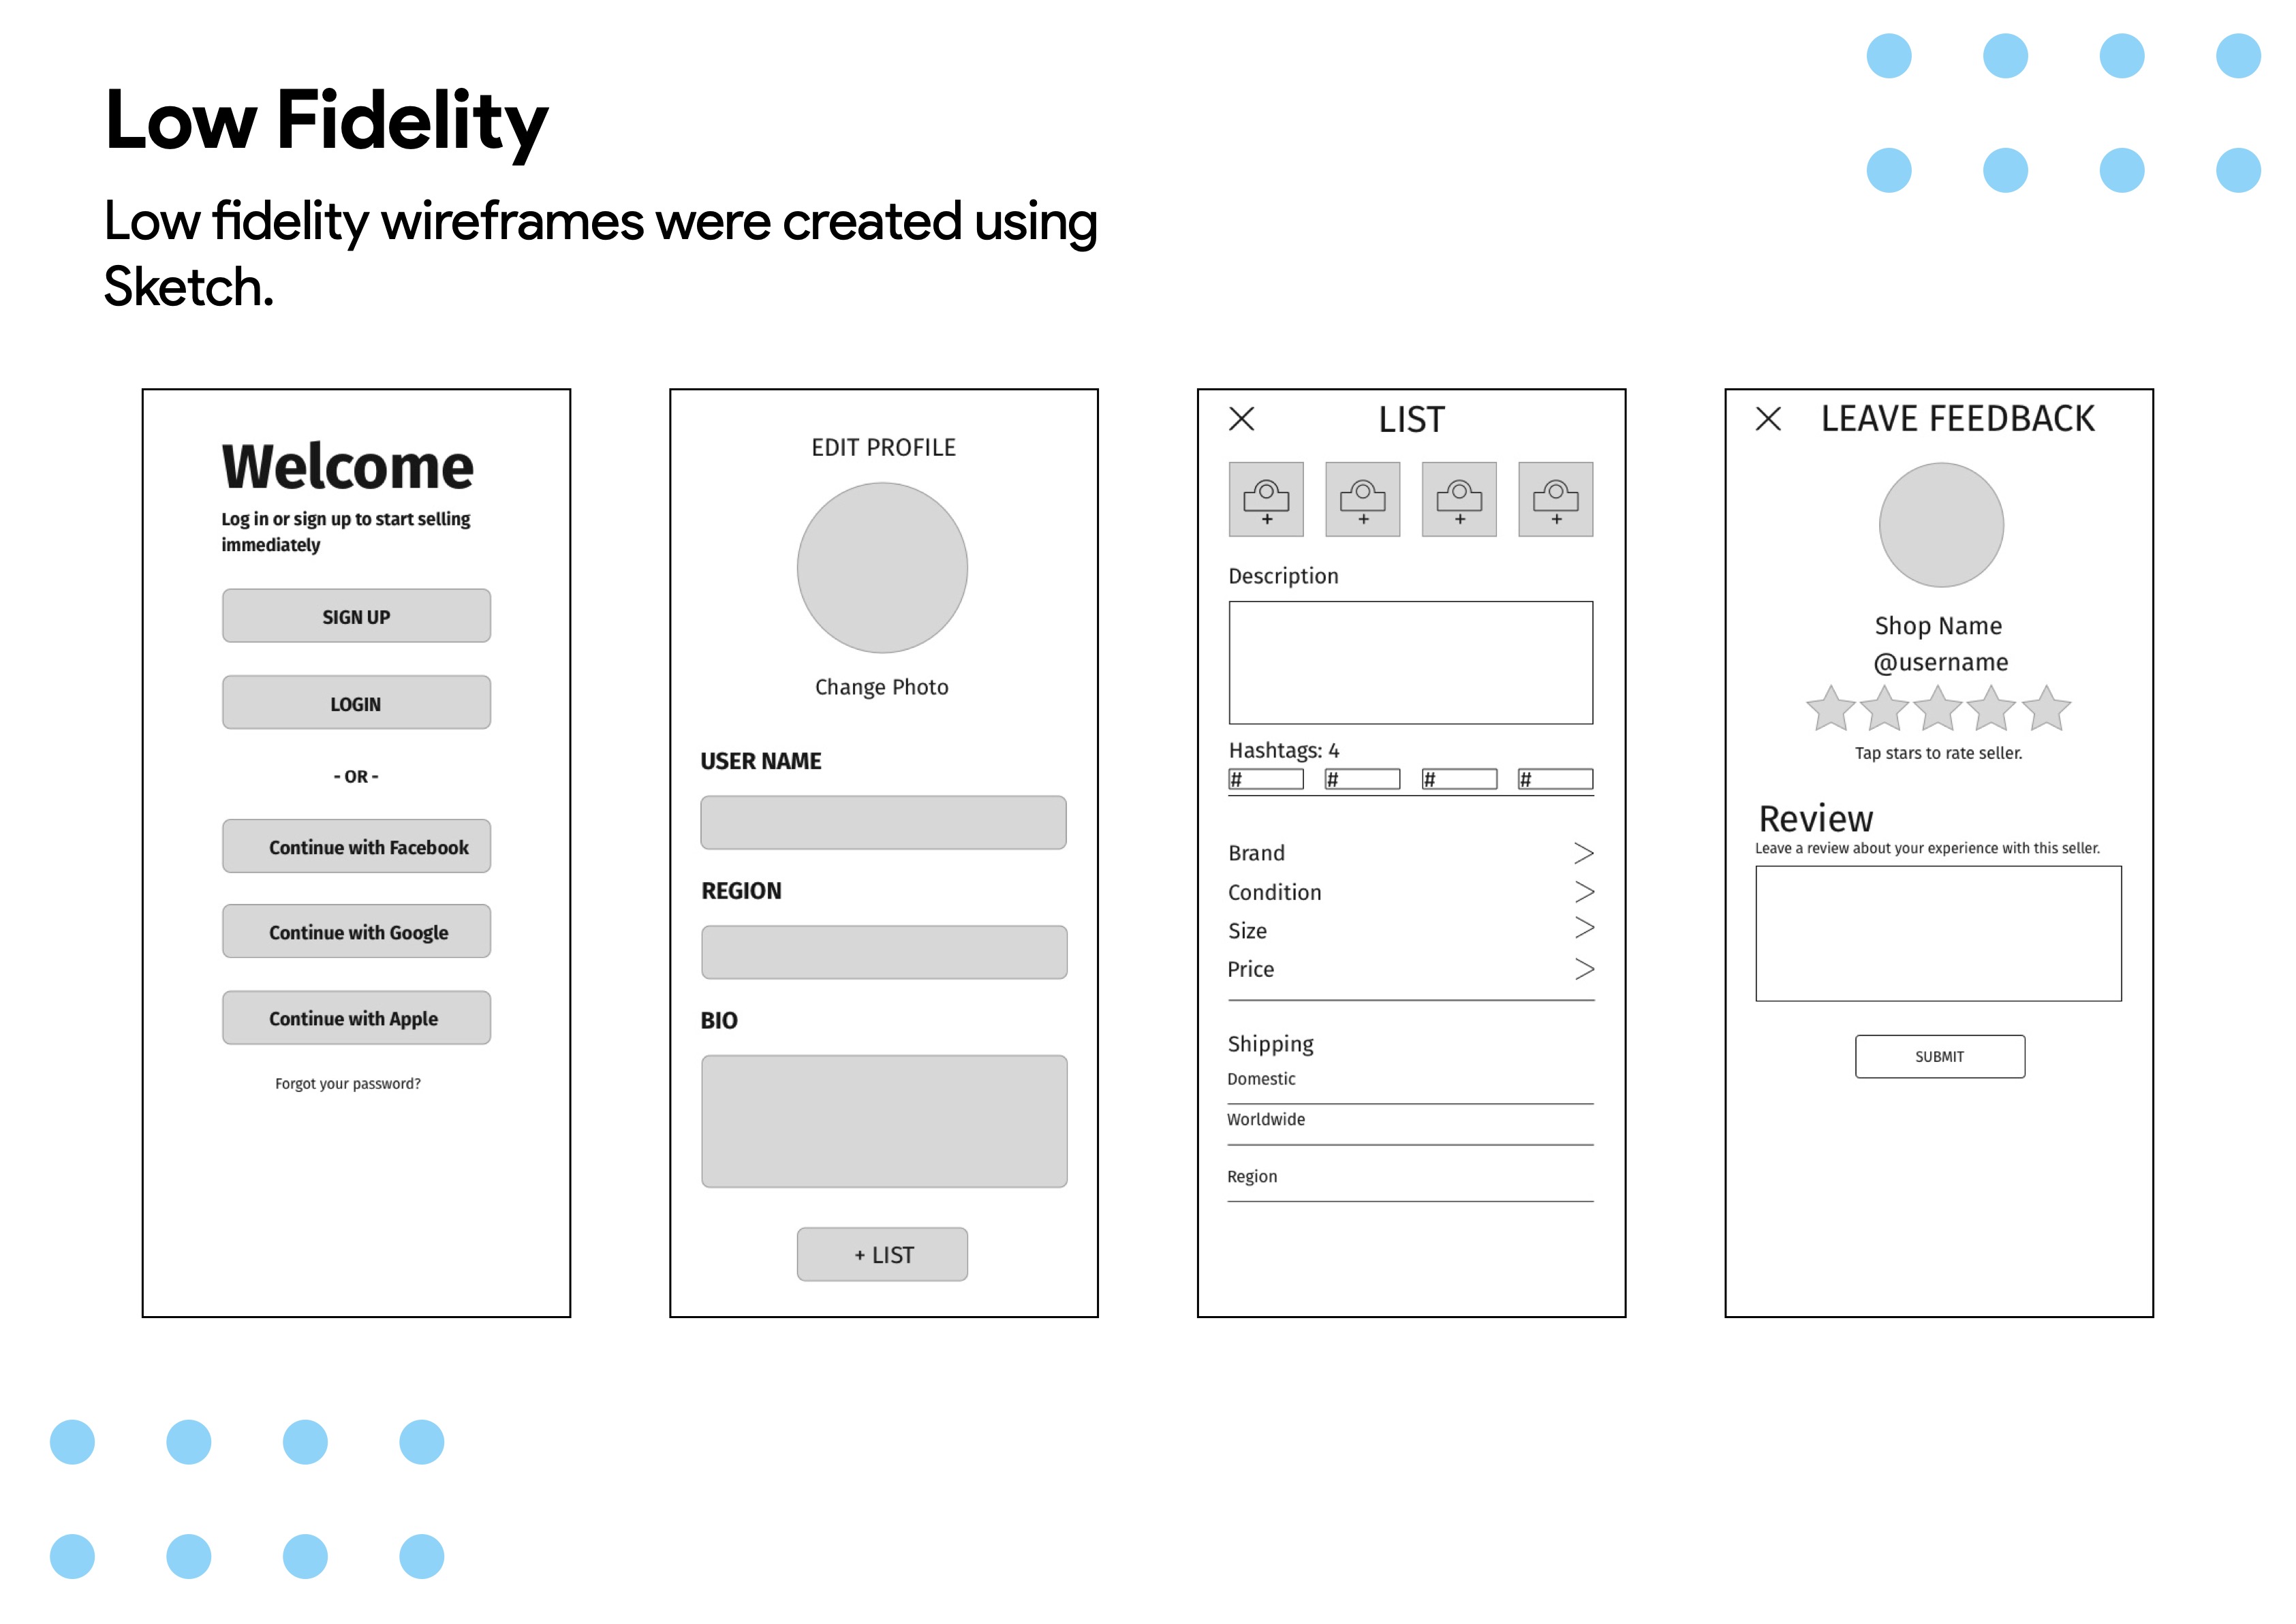 Low Fidelity
Low fidelity wireframes were created using
Sketch.
Welcome
Log in or sign up to start selling
immediately
SIGN UP
LOGIN
- OR -
Continue with Facebook
Continue with Google
Continue with Apple
Forgot your password?
EDIT PROFILE
Change Photo
USER NAME
REGION
BIO
+ LIST
LIST
+ + + +
Description
Hashtags: 4
# # # #
Brand >
Condition >
Size >
Price >
Shipping
Domestic
Worldwide
Region
LEAVE FEEDBACK
Shop Name
@username
Tap stars to rate seller.
Review
Leave a review about your experience with this seller.
SUBMIT